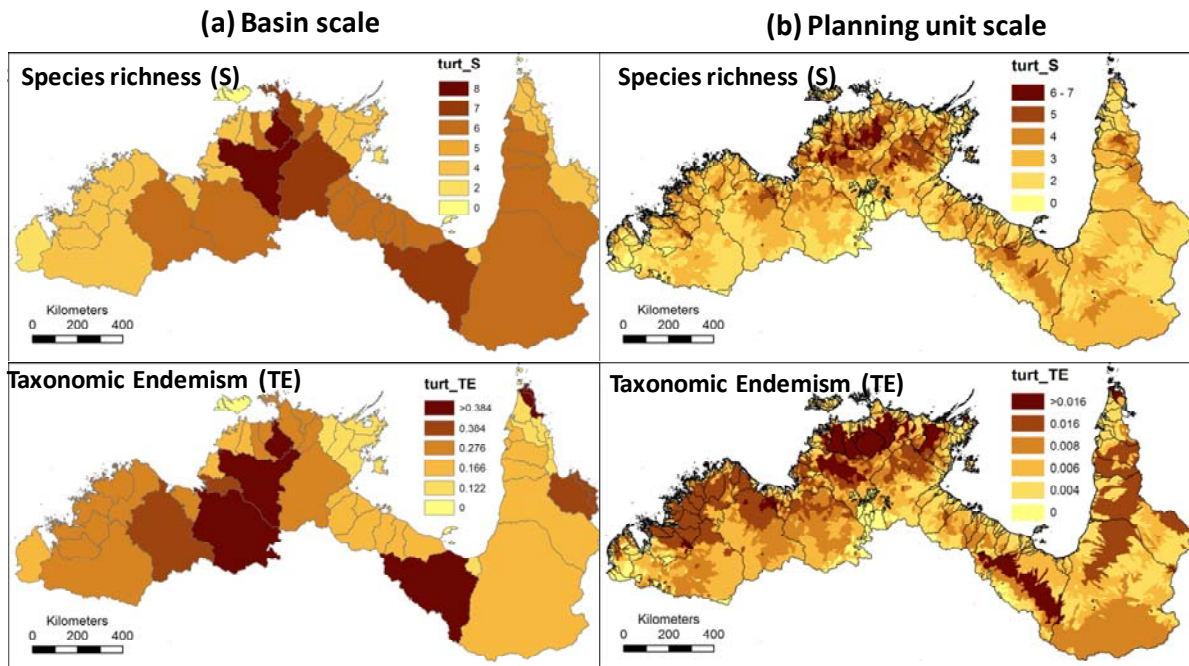 (a) Basin scale
(b) Planning unit scale
Species richness (S)
turt_S
8
7
6
5
4
2
0
Kilometers
0 200 400
Species richness (S)
turt_S
6 - 7
5
4
3
2
0
Kilometers
0 200 400
Taxonomic Endemism (TE)
turt_TE
>0.384
0.384
0.276
0.166
0.122
0
Kilometers
0 200 400
Taxonomic Endemism (TE)
turt_TE
>0.016
0.016
0.008
0.006
0.004
0
Kilometers
0 200 400